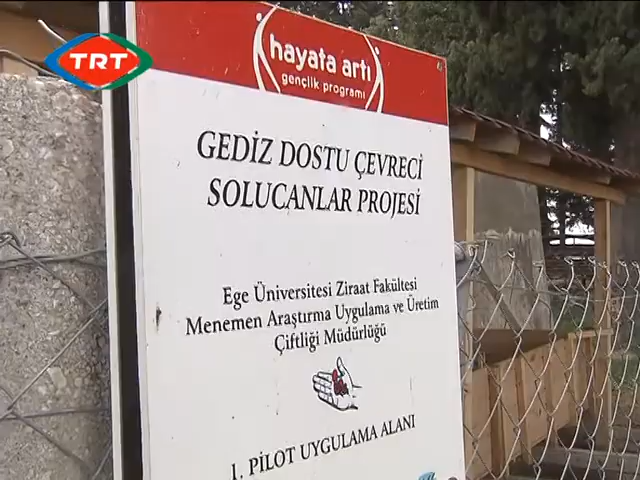 TRT
hayata artı
gençlik programı
GEDİZ DOSTU ÇEVRECİ
SOLUCANLAR PROJESİ
Ege Üniversitesi Ziraat Fakültesi
Menemen Araştırma Uygulama ve Üretim
Çiftliği Müdürlüğü
1. PİLOT UYGULAMA ALANI